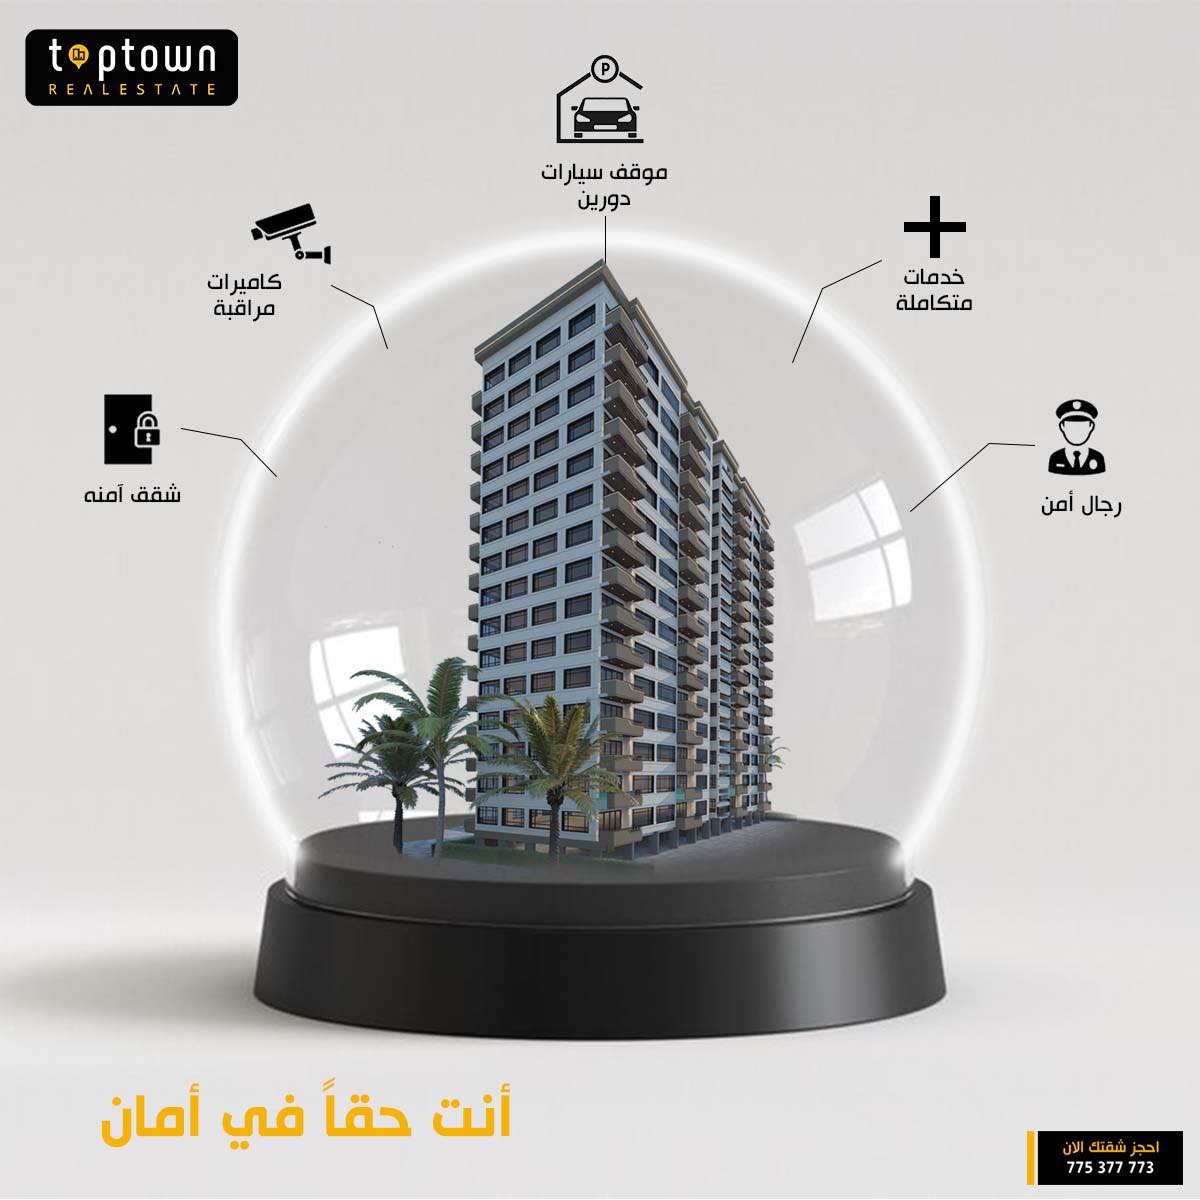 toptown
REALESTATE
P
موقف سيارات
دورين
كاميرات
مراقبة
خدمات
متكاملة
شقق آمنه
رجال أمن
أنت حقاً في أمان
احجز شقتك الان
775 377 773